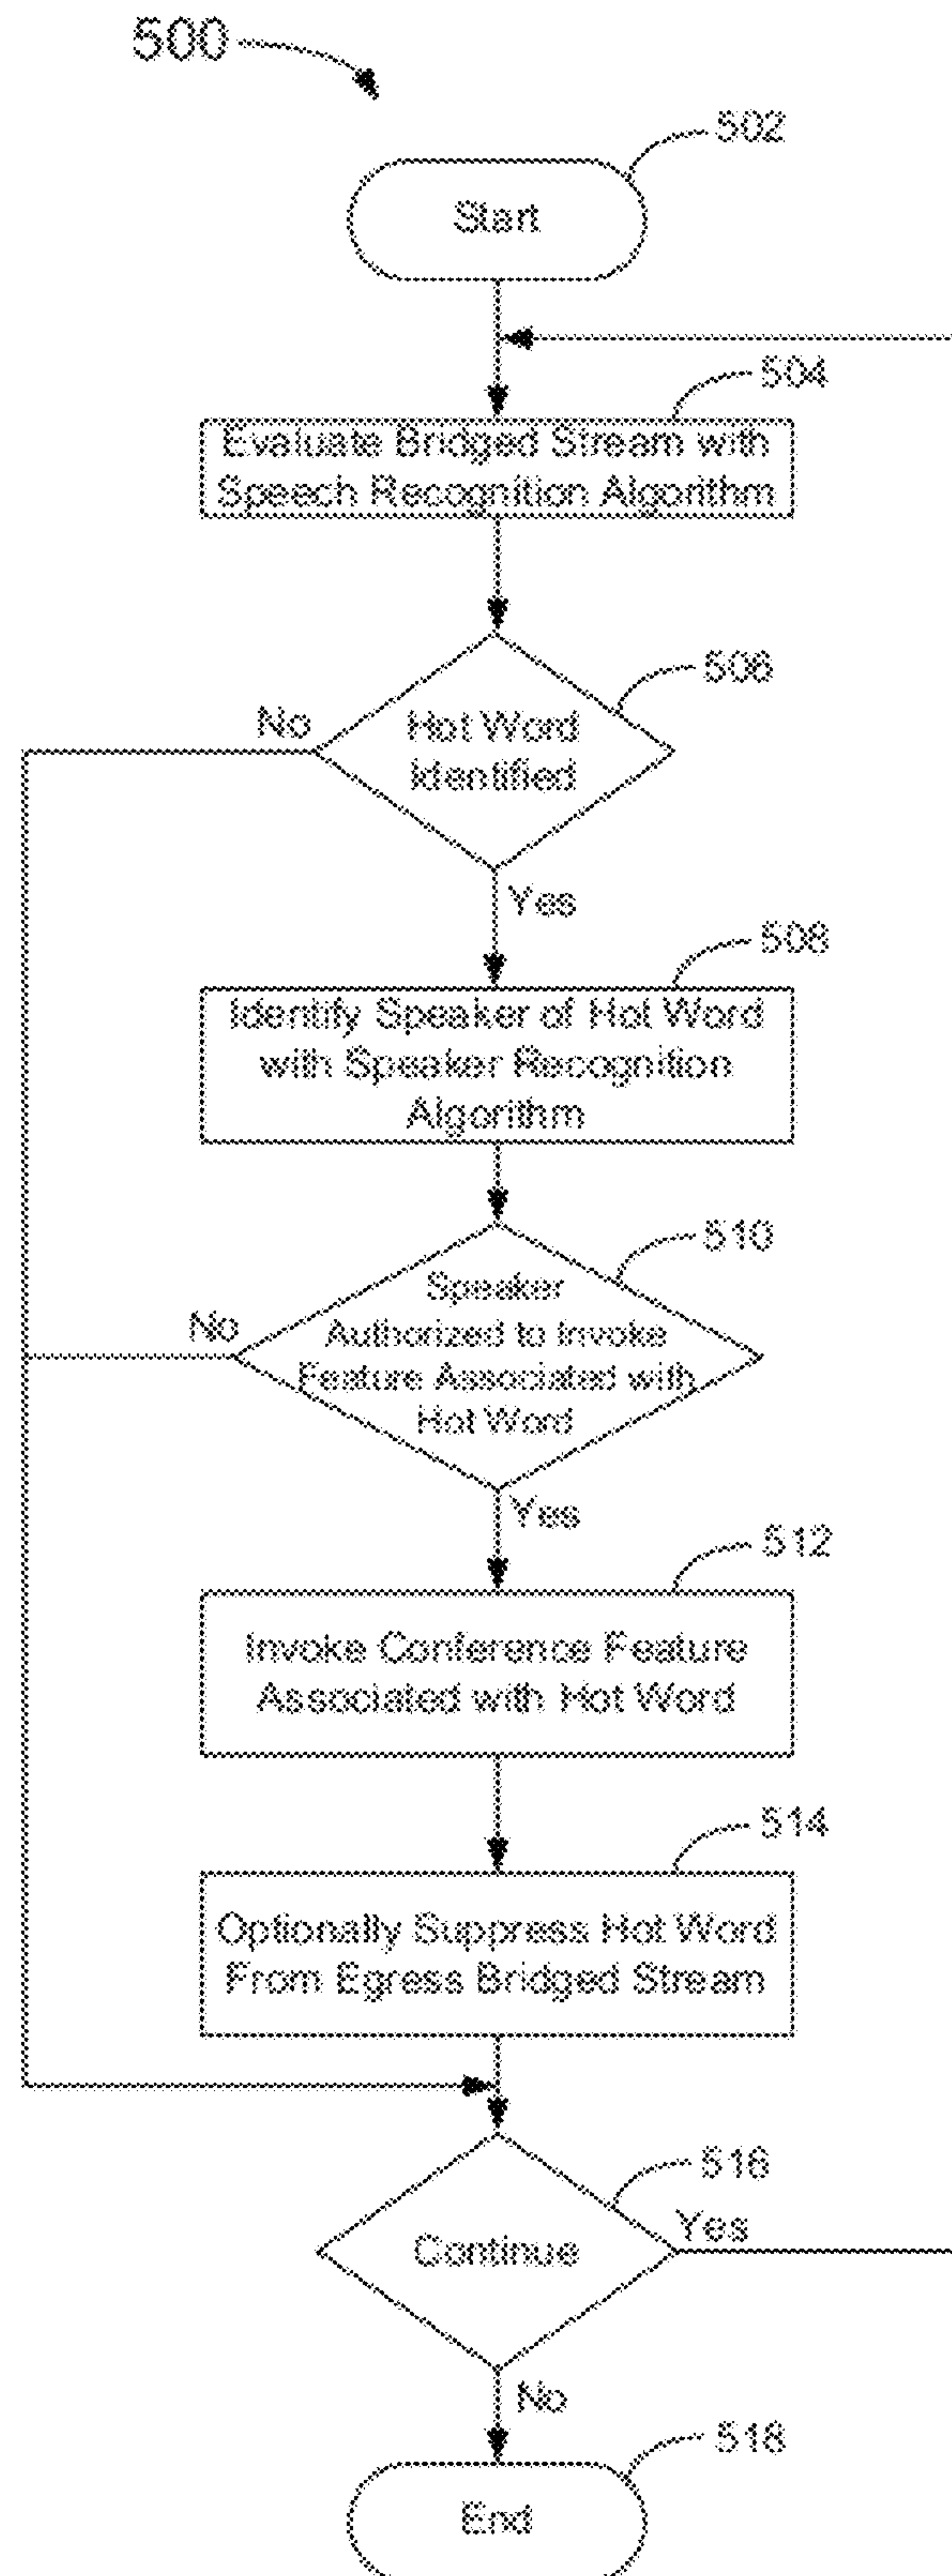 500
502
Start
504
Evaluate Bridged Stream with
Speech Recognition Algorithm
506
No
Hot Word
Identified
Yes
508
Identify Speaker of Hot Word
with Speaker Recognition
Algorithm
510
No
Speaker
Authorized to Invoke
Feature Associated with
Hot Word
Yes
512
Invoke Conference Feature
Associated with Hot Word
514
Optionally Suppress Hot Word
From Egress Bridged Stream
516
Yes
Continue
No
518
End